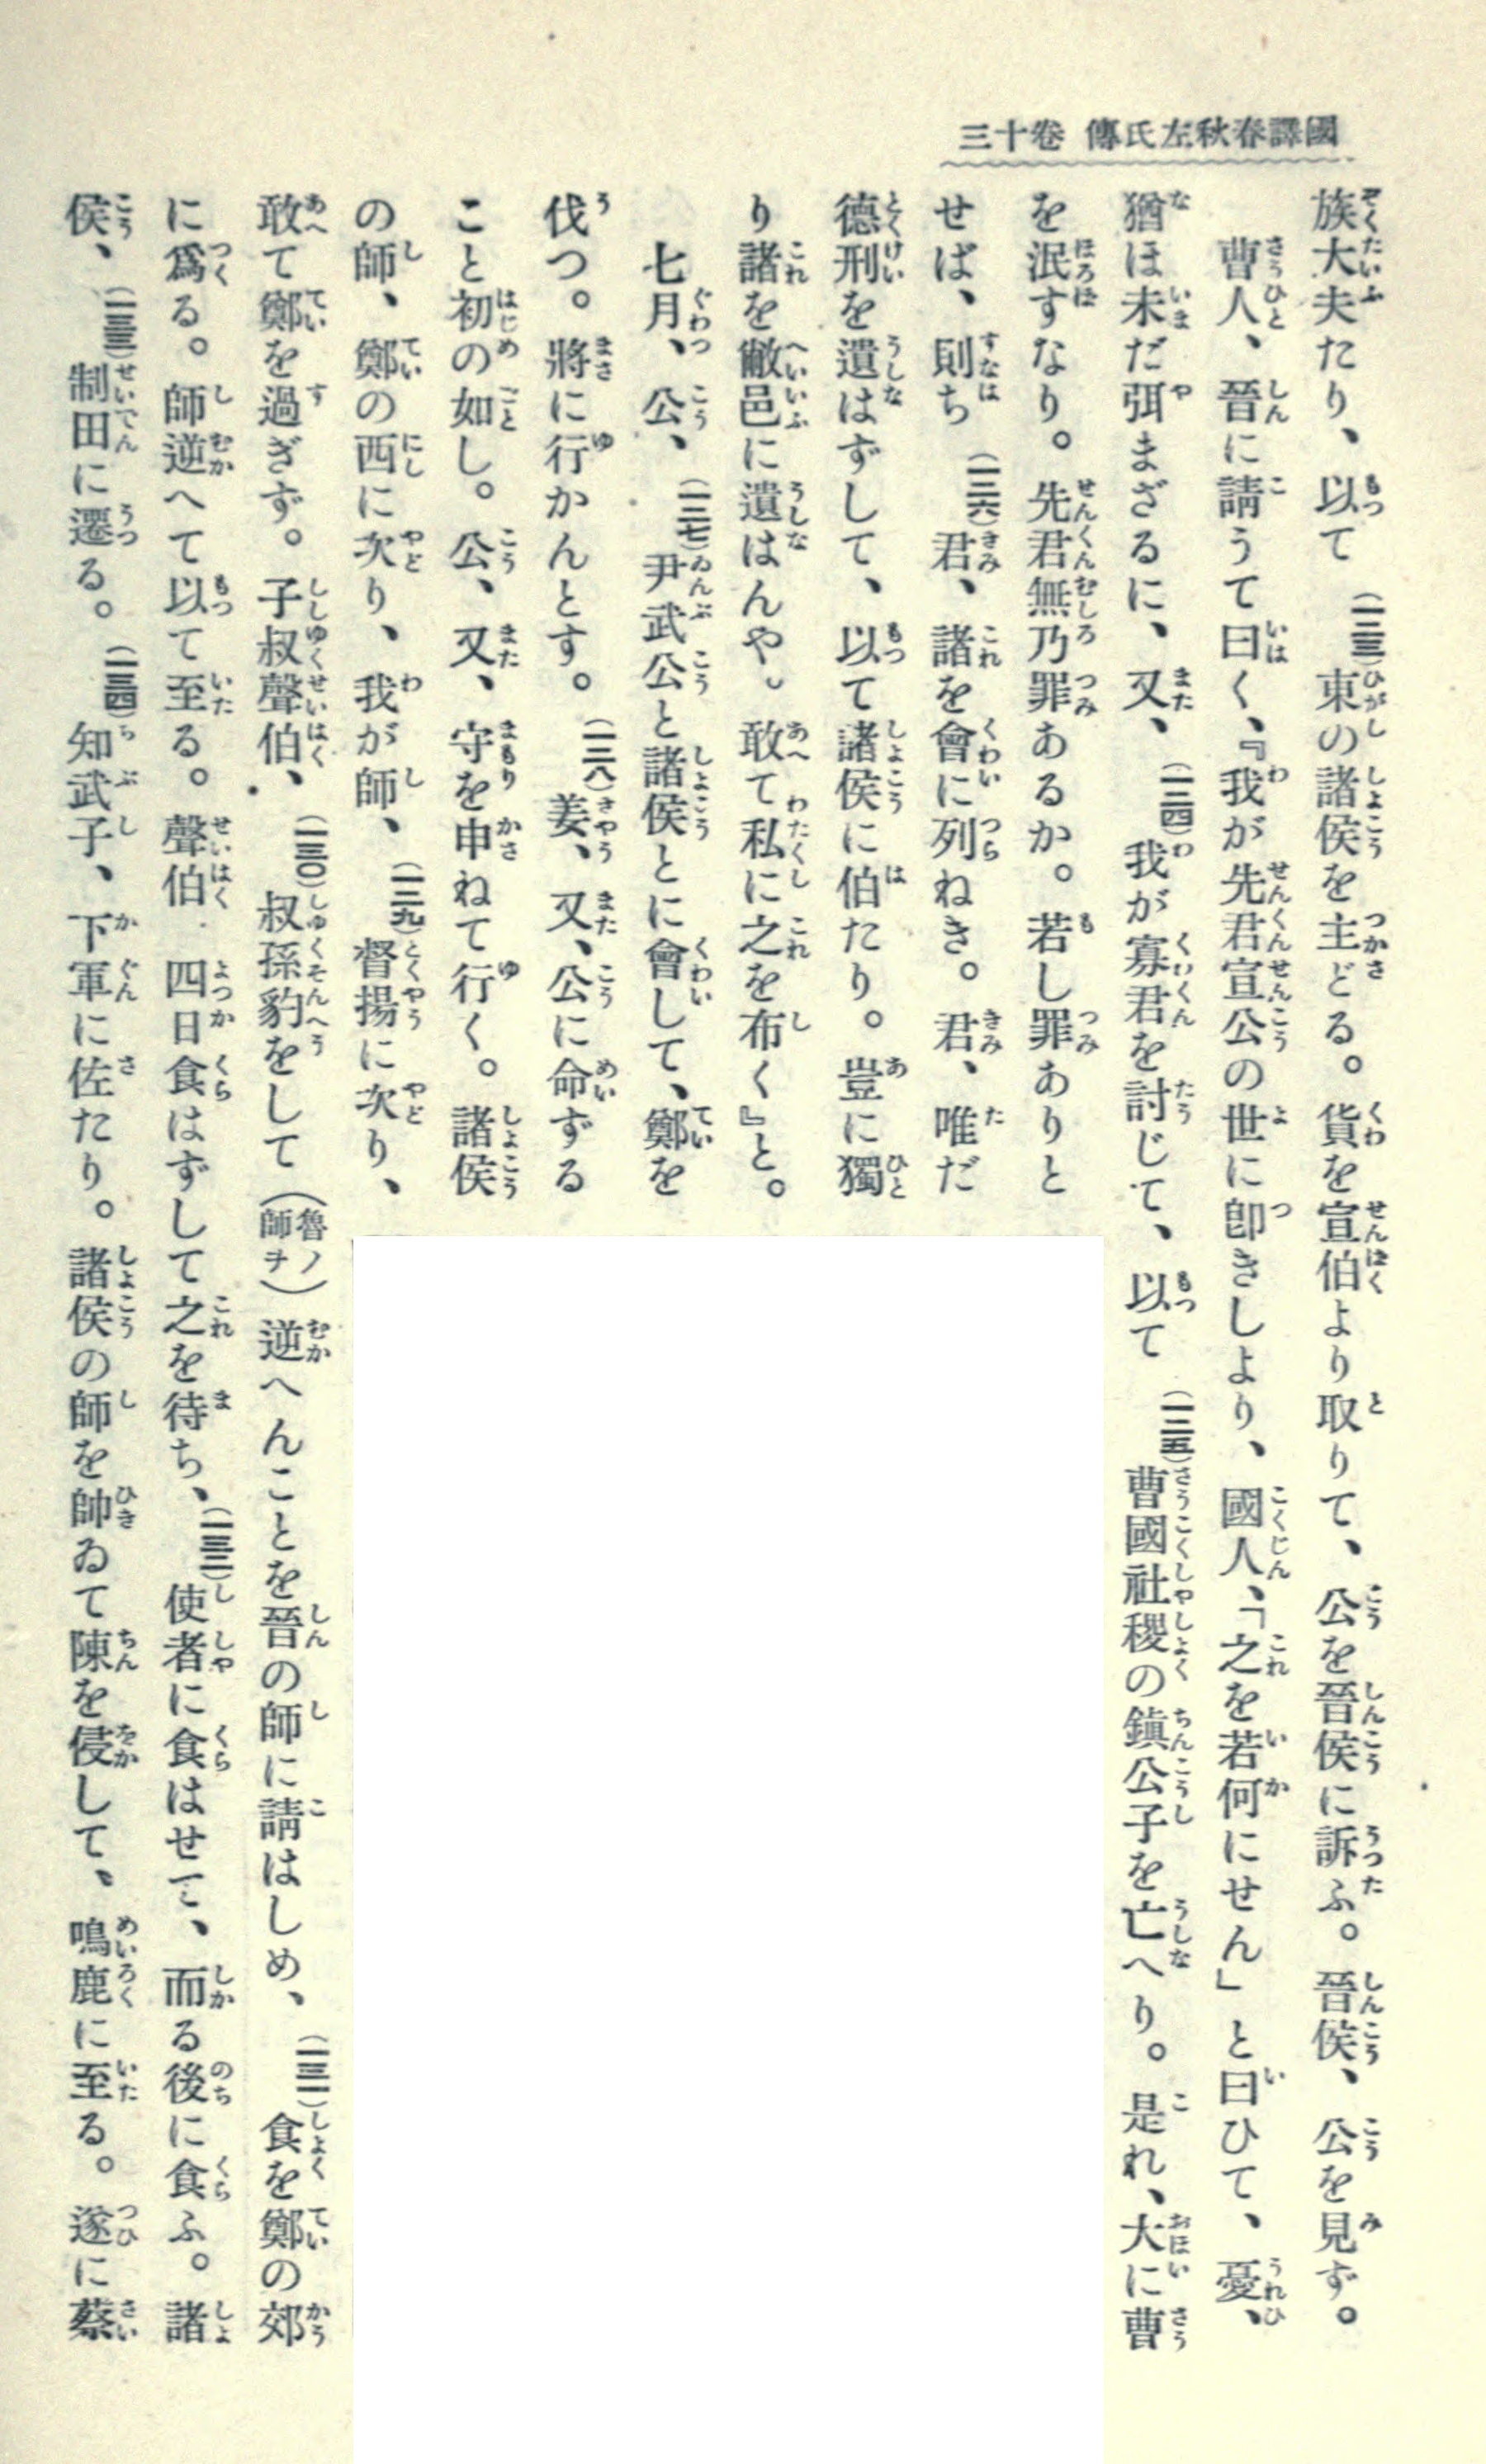 國譯春秋左氏傳 卷十三
族大夫たり、以て(一二三)東の諸侯を主どる。貨を宣伯より取りて、公を晉侯に訴ふ。晉侯、公を見ず。
曹人、晉に請うて曰く、『我が先君宣公の世に卽きしより、國人、「之を若何にせん」と曰ひて、憂、
猶ほ未だ弭まざるに、又、(一二四)我が寡君を討じて、以て(一二五)曹國社稷の鎭公子を亡へり。是れ、大に曹
を泯すなり。先君無乃罪あるか。若し罪ありと
せば、則ち(一二六)君、諸を會に列ねき。君、唯だ
德刑を遺はずして、以て諸侯に伯たり。豈に獨
り諸を敝邑に遺はんや。敢て私に之を布く』と。
七月、公、(一二七)尹武公と諸侯とに會して、鄭を
伐つ。將に行かんとす。(一二八)姜、又、公に命ずる
こと初の如し。公、又、守を申ねて行く。諸侯
の師、鄭の西に次り、我が師、(一二九)督揚に次り、
敢て鄭を過ぎず。子叔聲伯、(一三〇)叔孫豹をして(魯ノ師ヲ)逆へんことを晉の師に請はしめ、(一三一)食を鄭の郊
に爲る。師逆へて以て至る。聲伯四日食はずして之を待ち、(一三二)使者に食はせて、而る後に食ふ。諸
侯、(一三三)制田に遷る。(一三四)知武子、下軍に佐たり。諸侯の師を帥ゐて陳を侵して、鳴鹿に至る。遂に蔡